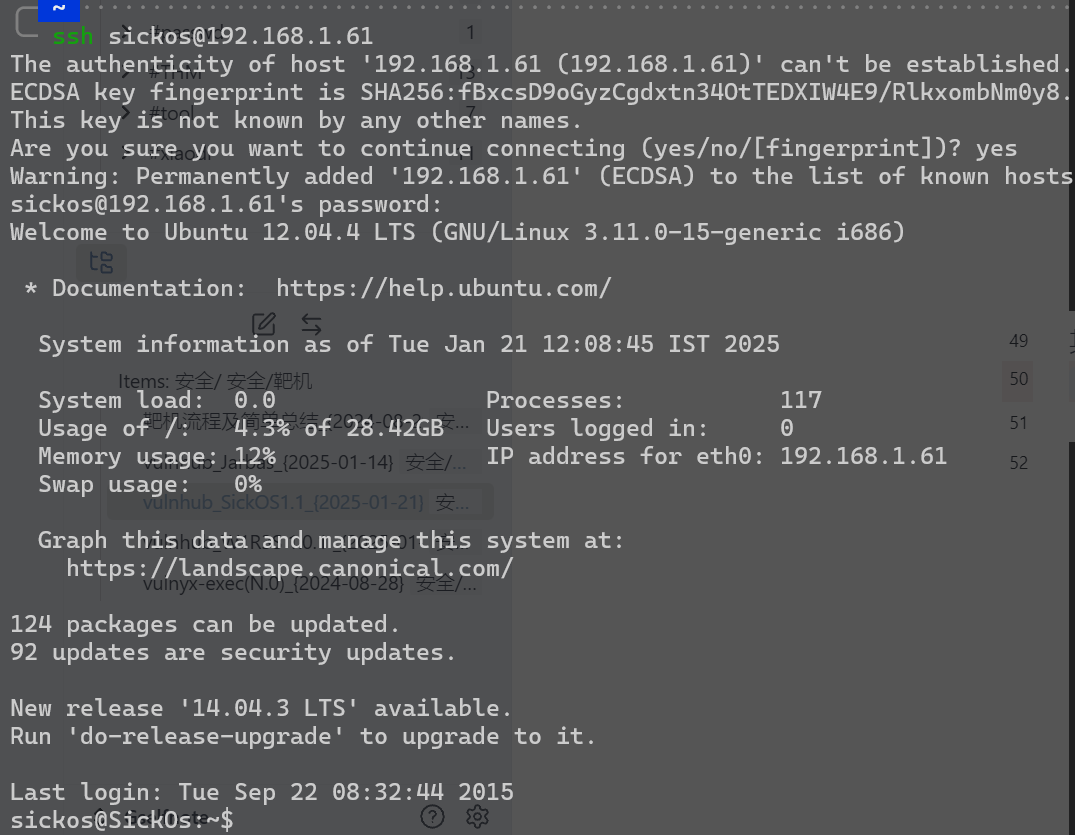 ~
ssh sickos@192.168.1.61
1
The authenticity of host '192.168.1.61 (192.168.1.61)' can't be established.
ECDSA key fingerprint is SHA256:fBxcsD9oGyzCgdxtn34OtTEDXIW4E9/RlkxombNm0y8.
#tool
7
This key is not known by any other names.
Are you sure you want to continue connecting (yes/no/[fingerprint])? yes
Warning: Permanently added '192.168.1.61' (ECDSA) to the list of known hosts
sickos@192.168.1.61's password:
Welcome to Ubuntu 12.04.4 LTS (GNU/Linux 3.11.0-15-generic i686)
* Documentation:  https://help.ubuntu.com/
System information as of Tue Jan 21 12:08:45 IST 2025
49
Items: 安全/ 安全/靶机
50
System load:  0.0 Processes: 117
靶机流程及简单总结
安...
51
Usage of /: 4.3% of 28.42GB Users logged in: 0
Memory usage: 12% IP address for eth0: 192.168.1.61
vulnhub_Jarbas_{2025-01-14} 安全/...
52
Swap usage: 0%
vulnhub_SickOS1.1_{2025-01-21} 安...
Graph this data and manage this system at:
https://landscape.canonical.com/
vulnyx-exec(N.0)_{2024-08-28} 安全/...
124 packages can be updated.
92 updates are security updates.
New release '14.04.3 LTS' available.
Run 'do-release-upgrade' to upgrade to it.
Last login: Tue Sep 22 08:32:44 2015
sickos@SickOs:~$